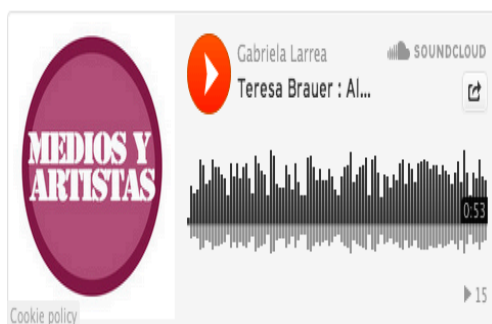 MEDIOS Y
ARTISTAS
Gabriela Larrea
SOUNDCLOUD
Teresa Brauer : Al...
0:53
15
Cookie policy